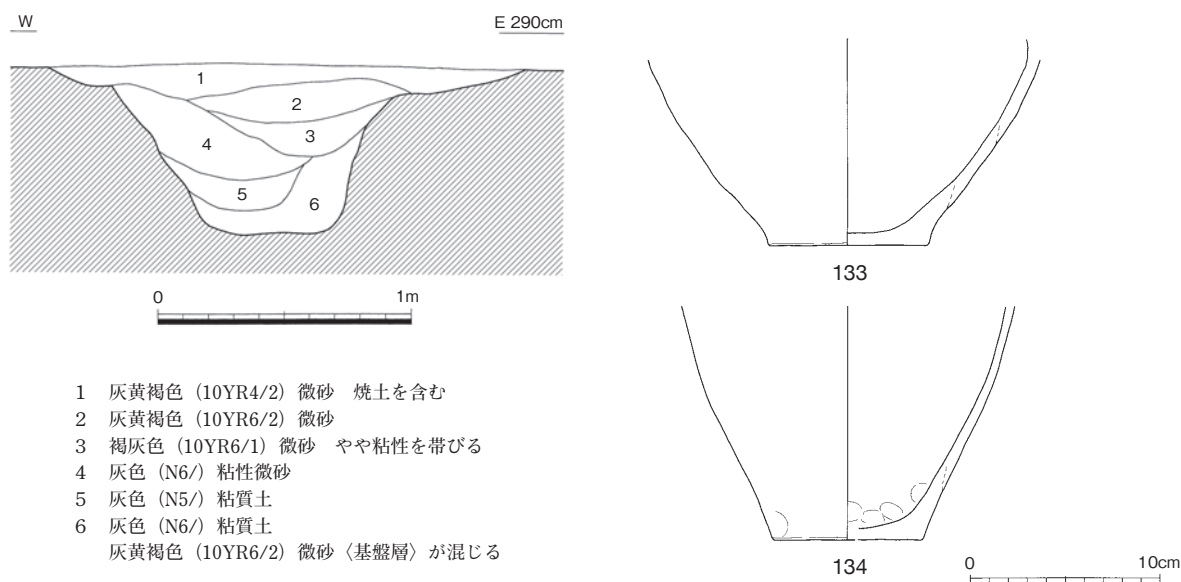 W
E 290cm
1
2
3
4
5
6
0
1m
1 灰黄褐色（10YR4/2）微砂 焼土を含む
2 灰黄褐色（10YR6/2）微砂
3 褐灰色（10YR6/1）微砂 やや粘性を帯びる
4 灰色（N6/）粘性微砂
5 灰色（N5/）粘質土
6 灰色（N6/）粘質土
灰黄褐色（10YR6/2）微砂〈基盤層〉が混じる
133
134
0
10cm